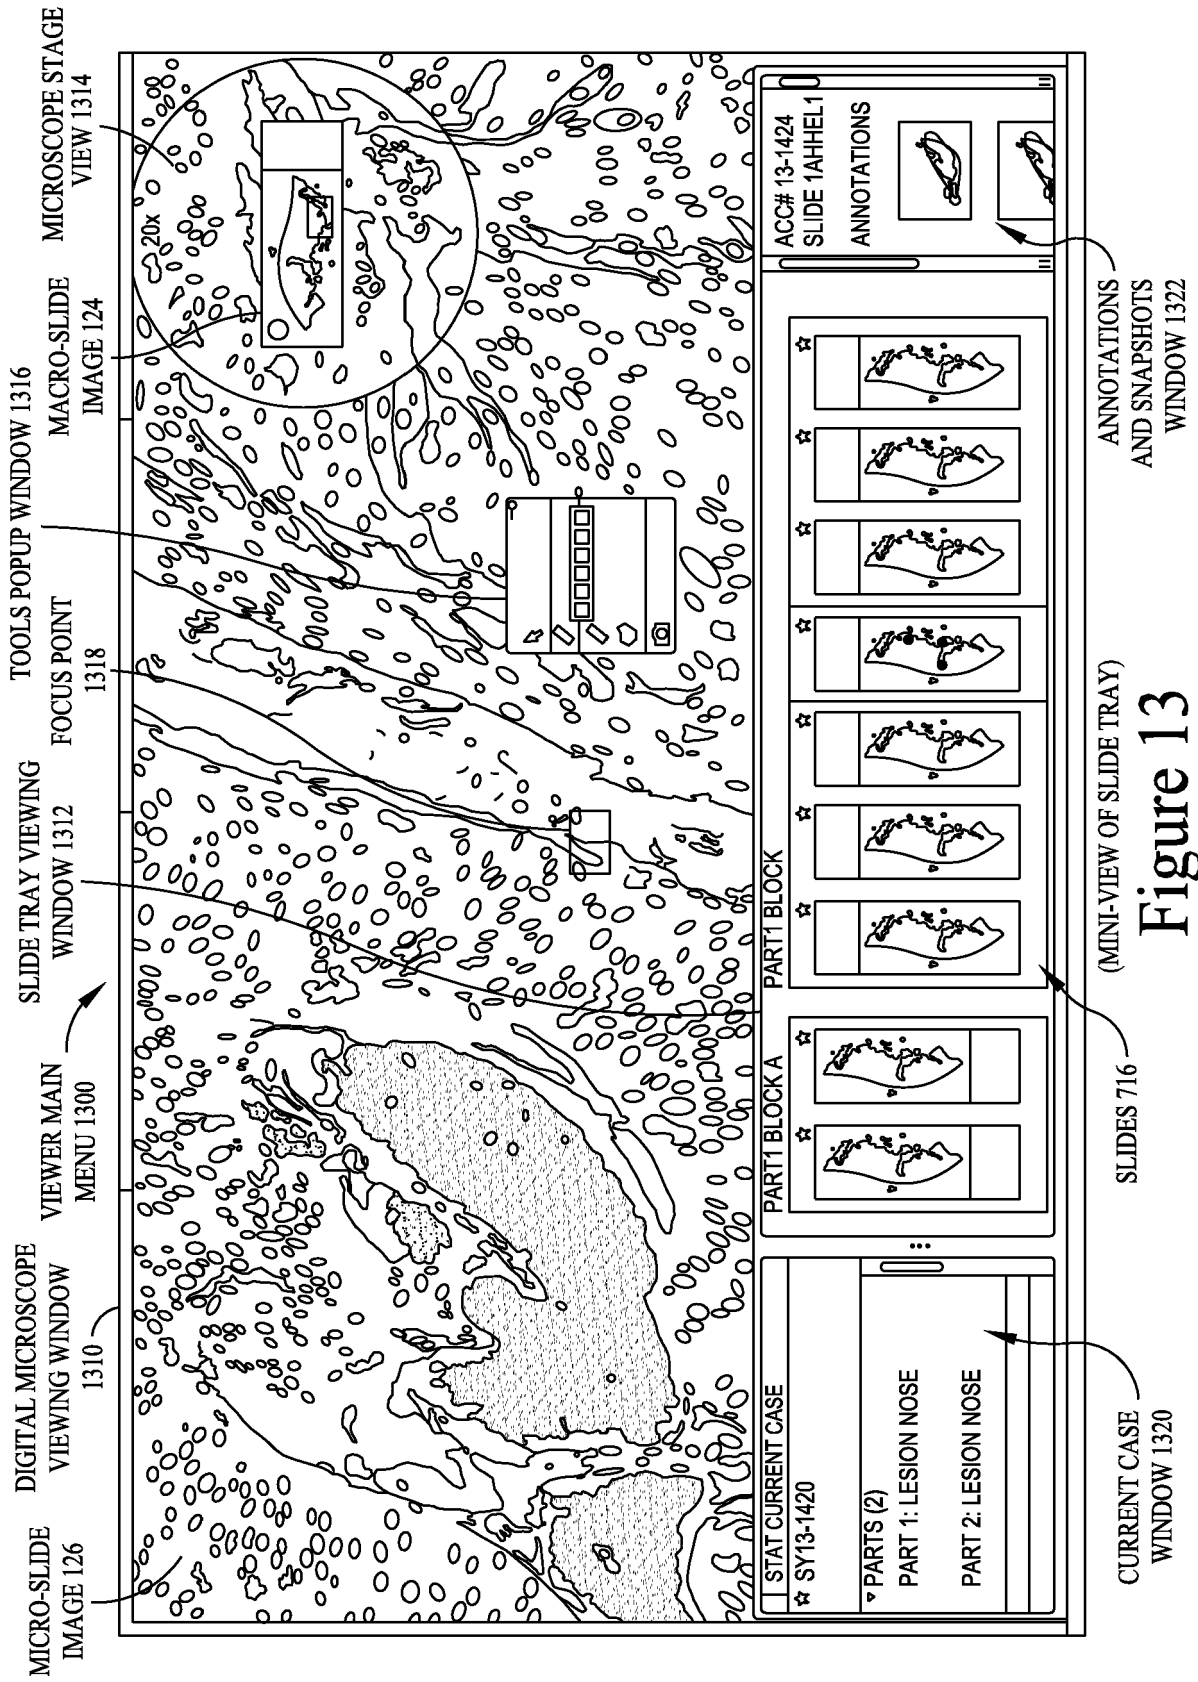 MICRO-SLIDE
IMAGE 126
DIGITAL MICROSCOPE
VIEWING WINDOW
1310
VIEWER MAIN
MENU 1300
SLIDE TRAY VIEWING
WINDOW 1312
FOCUS POINT
1318
TOOLS POPUP WINDOW 1316
MACRO-SLIDE
IMAGE 124
MICROSCOPE STAGE
VIEW 1314
20x
STAT CURRENT CASE
SY13-1420
PARTS (2)
PART 1: LESION NOSE
PART 2: LESION NOSE
PART1 BLOCK A
PART1 BLOCK
ACC# 13-1424
SLIDE 1AHHEL1
ANNOTATIONS
CURRENT CASE
WINDOW 1320
SLIDES 716
(MINI-VIEW OF SLIDE TRAY)
ANNOTATIONS
AND SNAPSHOTS
WINDOW 1322
Figure 13